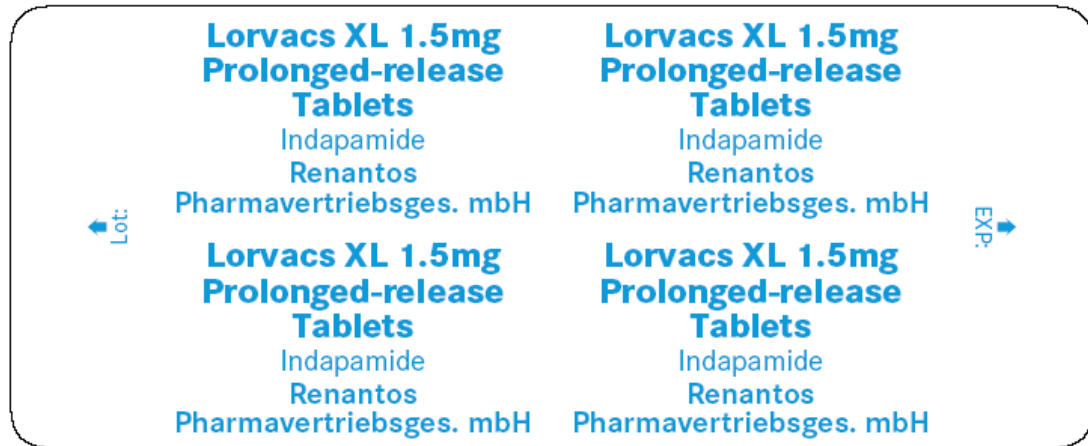 Lorvacs XL 1.5mg
Prolonged-release
Tablets
Indapamide
Renantos
Pharmavertriebsges. mbH
Lorvacs XL 1.5mg
Prolonged-release
Tablets
Indapamide
Renantos
Pharmavertriebsges. mbH
Lot:
EXP:
Lorvacs XL 1.5mg
Prolonged-release
Tablets
Indapamide
Renantos
Pharmavertriebsges. mbH
Lorvacs XL 1.5mg
Prolonged-release
Tablets
Indapamide
Renantos
Pharmavertriebsges. mbH